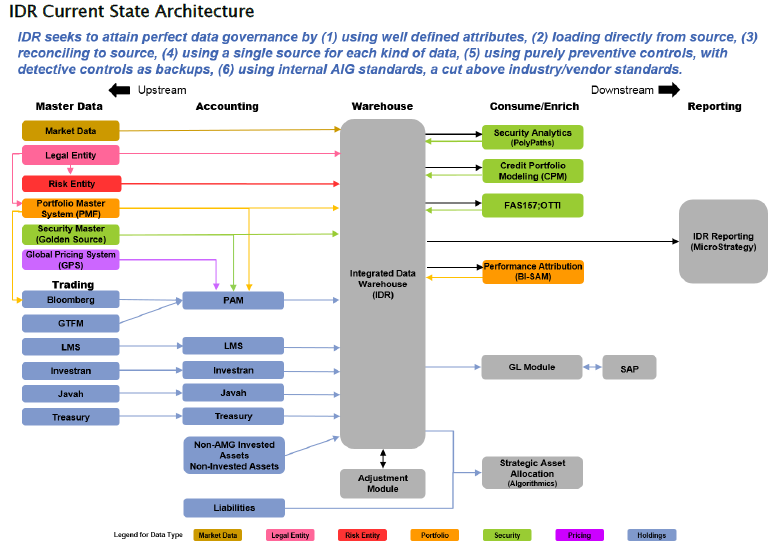 IDR Current State Architecture
IDR seeks to attain perfect data governance by (1) using well defined attributes, (2) loading directly from source, (3)
reconciling to source, (4) using a single source for each kind of data, (5) using purely preventive controls, with
detective controls as backups, (6) using internal AIG standards, a cut above industry/vendor standards.
Upstream
Downstream
Master Data
Accounting
Warehouse
Consume/Enrich
Reporting
Market Data
Legal Entity
Risk Entity
Portfolio Master
System (PMF)
Security Master
(Golden Source)
Global Pricing System
(GPS)
Trading
Bloomberg
GTFM
LMS
Investran
Javah
Treasury
PAM
LMS
Investran
Javah
Treasury
Non-AMG Invested
Assets
Non-Invested Assets
Liabilities
Integrated Data
Warehouse
(IDR)
Adjustment
Module
Security Analytics
(PolyPaths)
Credit Portfolio
Modeling (CPM)
FAS157;OTTI
Performance Attribution
(BI-SAM)
GL Module
SAP
Strategic Asset
Allocation
(Algorithmics)
IDR Reporting
(MicroStrategy)
Legend for Data Type
Market Data
Legal Entity
Risk Entity
Portfolio
Security
Pricing
Holdings